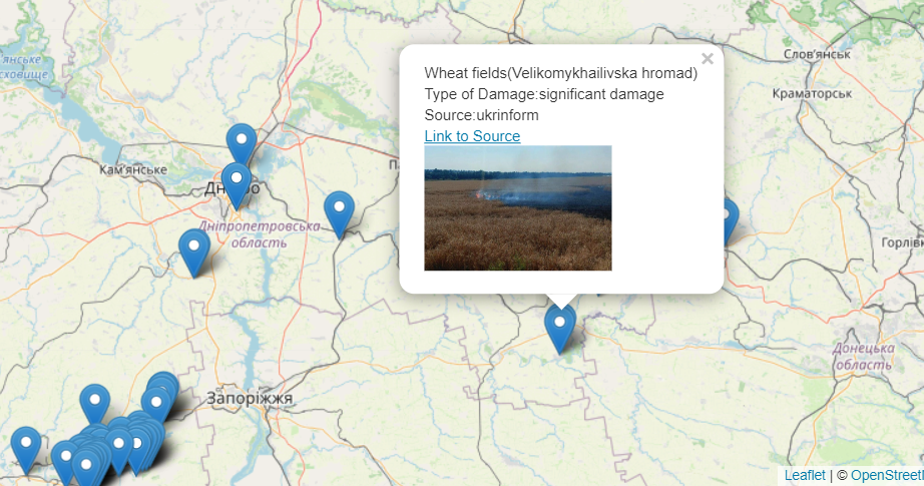 Wheat fields(Velikomykhailivska hromad)
Type of Damage:significant damage
Source:ukrinform
Link to Source
×
Слов'янськ
Краматорськ
Кам'янське
Дніпро
Дніпропетровська
область
Горлівк
Донецька
область
Запоріжжя
Leaflet | © OpenStreetM